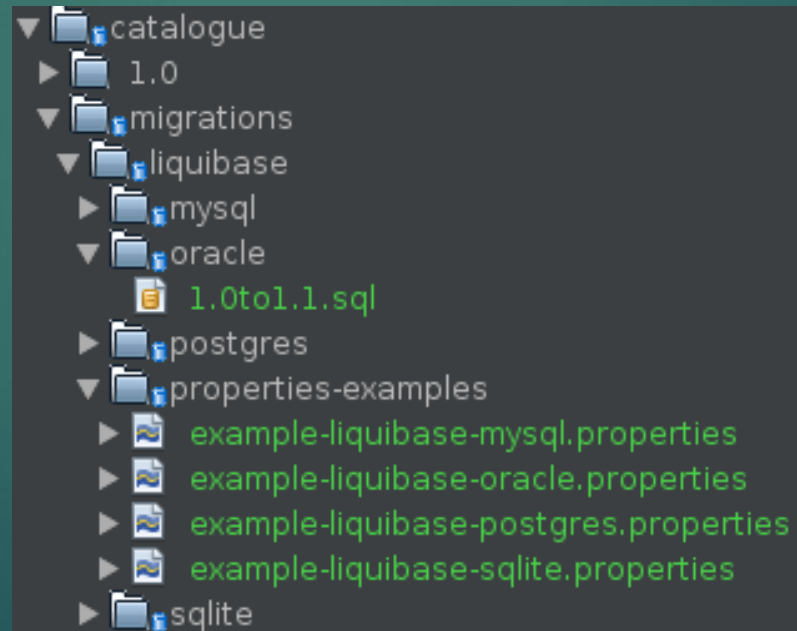 catalogue
1.0
migrations
liquibase
mysql
oracle
1.0to1.1.sql
postgres
properties-examples
example-liquibase-mysql.properties
example-liquibase-oracle.properties
example-liquibase-postgres.properties
example-liquibase-sqlite.properties
sqlite